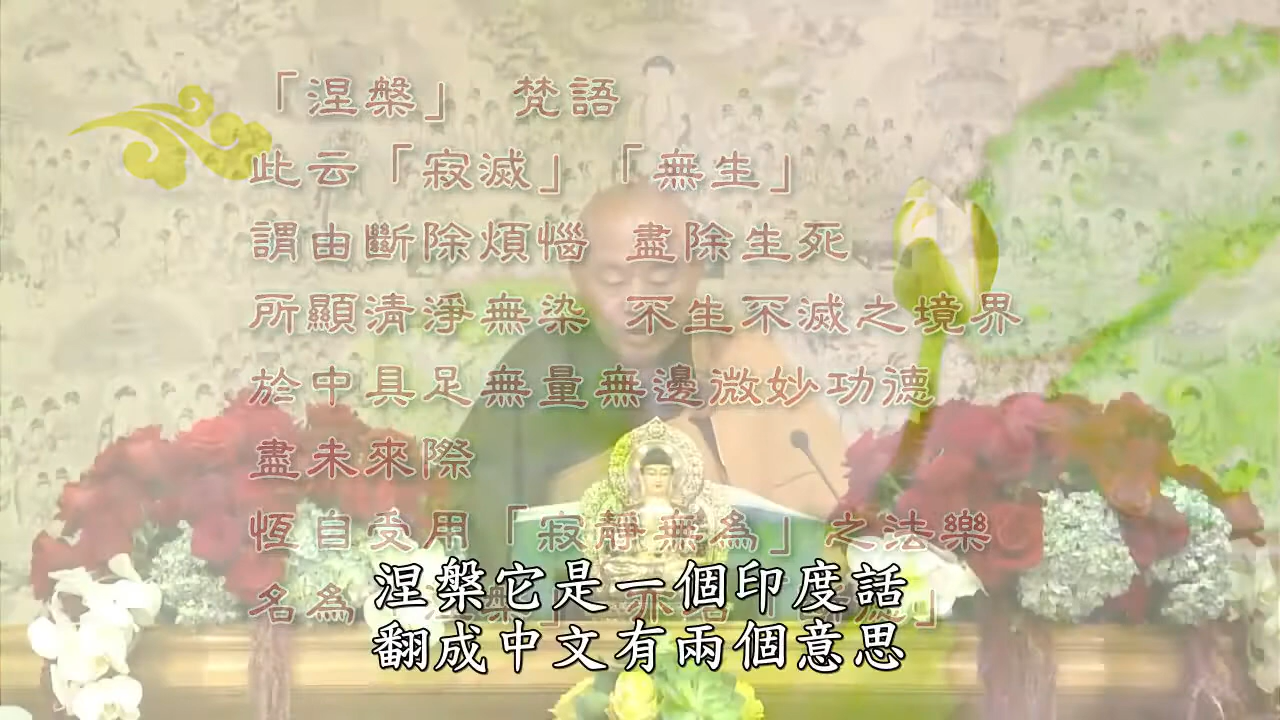 「涅槃」 梵語
此云「寂滅」「無生」
謂由斷除煩惱 盡除生死
所顯清淨無染 不生不滅之境界
於中具足無量無邊微妙功德
盡未來際
恆自受用「寂靜無為」之法樂
名為
涅槃它是一個印度話
翻成中文有兩個意思